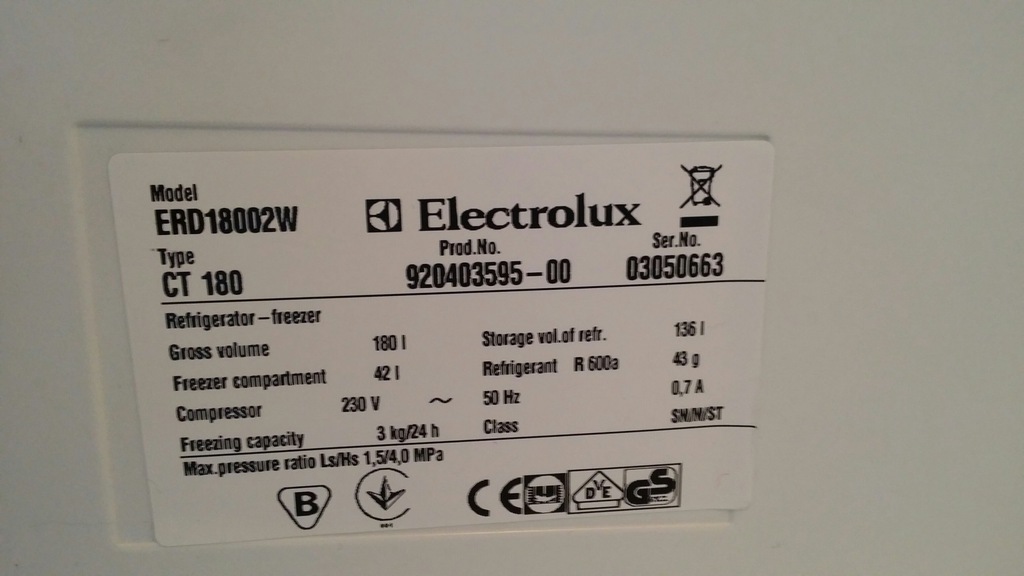 Model
ERD18002W
Electrolux
Type
CT 180
Prod.No.
920403595-00
Ser.No.
03050663
Refrigerator-freezer
Gross volume 180 l
Storage vol.of refr. 136 l
Freezer compartment 42 l
Refrigerant R 600a 43 g
Compressor 230 V ~ 50 Hz 0,7 A
Freezing capacity 3 kg/24 h
Class SN/N/ST
Max.pressure ratio Ls/Hs 1,5/4,0 MPa
B
CE
VDE
GS